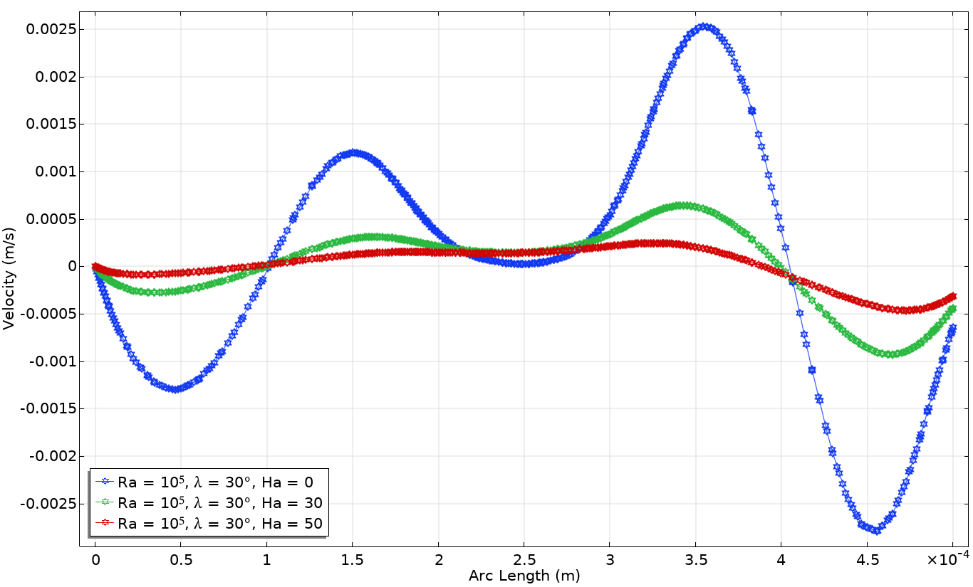 0.0025
0.002
0.0015
0.001
0.0005
0
-0.0005
-0.001
-0.0015
-0.002
-0.0025
Velocity (m/s)
Ra = 10⁵, λ = 30°, Ha = 0
Ra = 10⁵, λ = 30°, Ha = 30
Ra = 10⁵, λ = 30°, Ha = 50
0 0.5 1 1.5 2 2.5 3 3.5 4 4.5 ×10⁻⁴
Arc Length (m)